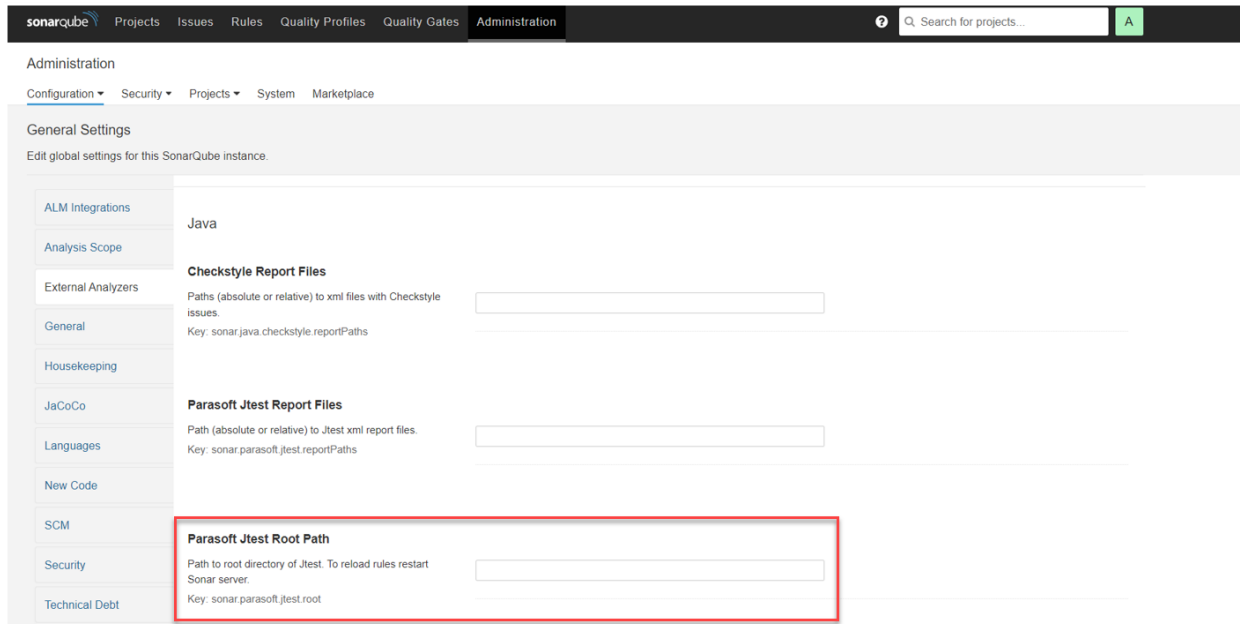 sonarqube Projects Issues Rules Quality Profiles Quality Gates Administration ? Search for projects... A
Administration
Configuration Security Projects System Marketplace
General Settings
Edit global settings for this SonarQube instance.
ALM Integrations
Analysis Scope
External Analyzers
General
Housekeeping
JaCoCo
Languages
New Code
SCM
Security
Technical Debt
Java
Checkstyle Report Files
Paths (absolute or relative) to xml files with Checkstyle
issues.
Key: sonar.java.checkstyle.reportPaths
Parasoft Jtest Report Files
Path (absolute or relative) to Jtest xml report files.
Key: sonar.parasoft.jtest.reportPaths
Parasoft Jtest Root Path
Path to root directory of Jtest. To reload rules restart
Sonar server.
Key: sonar.parasoft.jtest.root